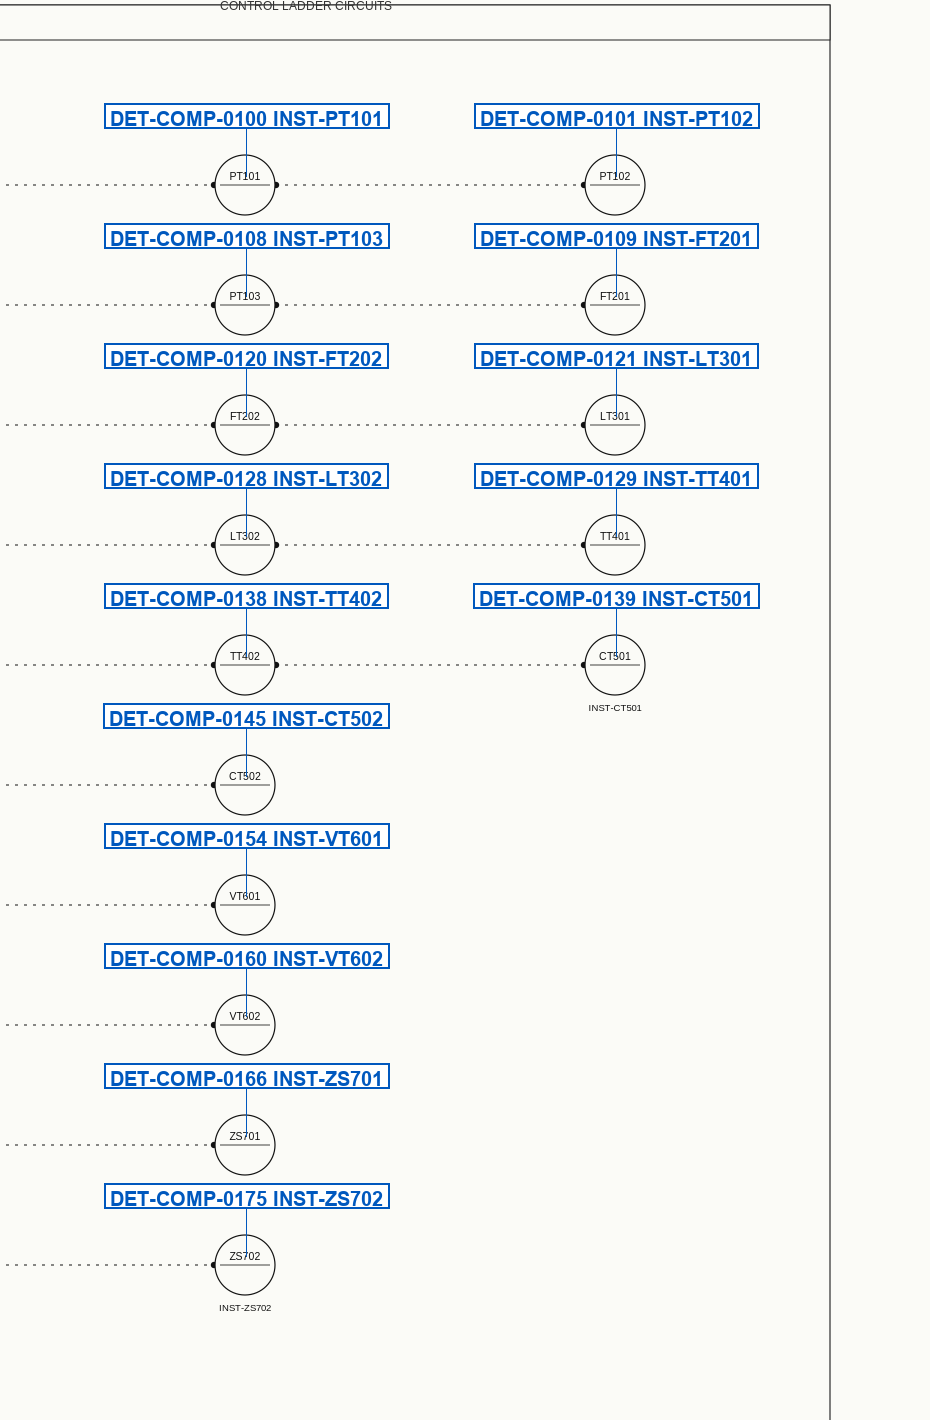 CONTROL LADDER CIRCUITS
DET-COMP-0100 INST-PT101
DET-COMP-0101 INST-PT102
PT101
PT102
DET-COMP-0108 INST-PT103
DET-COMP-0109 INST-FT201
PT103
FT201
DET-COMP-0120 INST-FT202
DET-COMP-0121 INST-LT301
FT202
LT301
DET-COMP-0128 INST-LT302
DET-COMP-0129 INST-TT401
LT302
TT401
DET-COMP-0138 INST-TT402
DET-COMP-0139 INST-CT501
TT402
CT501
INST-CT501
DET-COMP-0145 INST-CT502
CT502
DET-COMP-0154 INST-VT601
VT601
DET-COMP-0160 INST-VT602
VT602
DET-COMP-0166 INST-ZS701
ZS701
DET-COMP-0175 INST-ZS702
ZS702
INST-ZS702